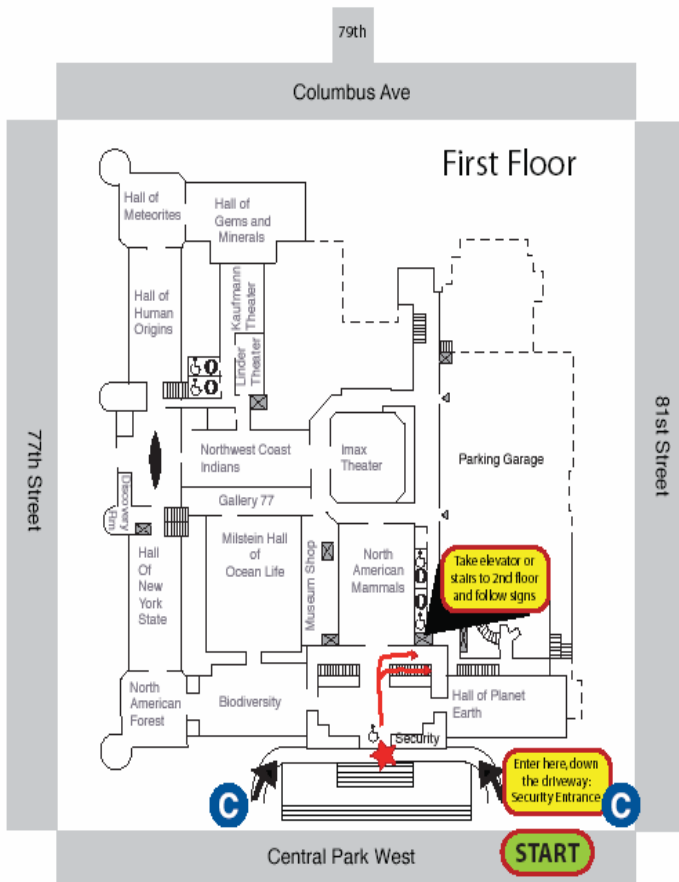 79th
Columbus Ave
First Floor
Hall of
Meteorites
Hall of
Gems and
Minerals
Hall of
Human
Origins
Kaufmann
Theater
Linder
Theater
77th Street
81st Street
Northwest Coast
Indians
Imax
Theater
Parking Garage
Discovery
Rm
Gallery 77
Hall
Of
New
York
State
Milstein Hall
of
Ocean Life
Museum Shop
North
American
Mammals
Take elevator or
stairs to 2nd floor
and follow signs
North
American
Forest
Biodiversity
Hall of Planet
Earth
Security
Enter here, down
the driveway:
Security Entrance
C
C
START
Central Park West